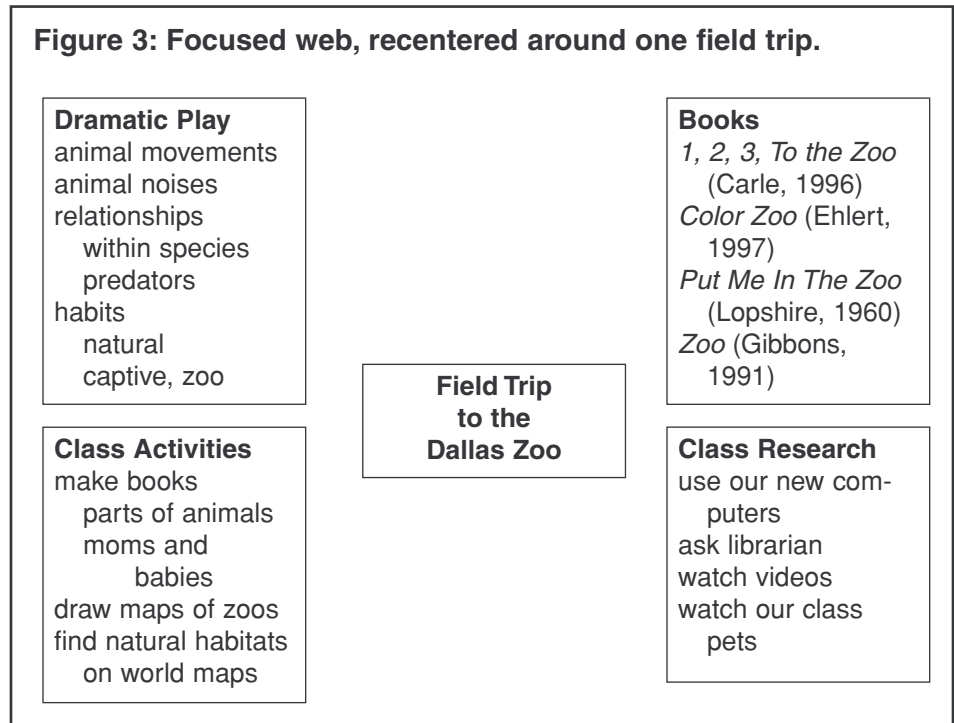 Figure 3: Focused web, recentered around one field trip.
Dramatic Play
animal movements
animal noises
relationships
within species
predators
habits
natural
captive, zoo
Class Activities
make books
parts of animals
moms and
babies
draw maps of zoos
find natural habitats
on world maps
Field Trip
to the
Dallas Zoo
Books
1, 2, 3, To the Zoo
(Carle, 1996)
Color Zoo (Ehlert,
1997)
Put Me In The Zoo
(Lopshire, 1960)
Zoo (Gibbons,
1991)
Class Research
use our new com-
puters
ask librarian
watch videos
watch our class
pets